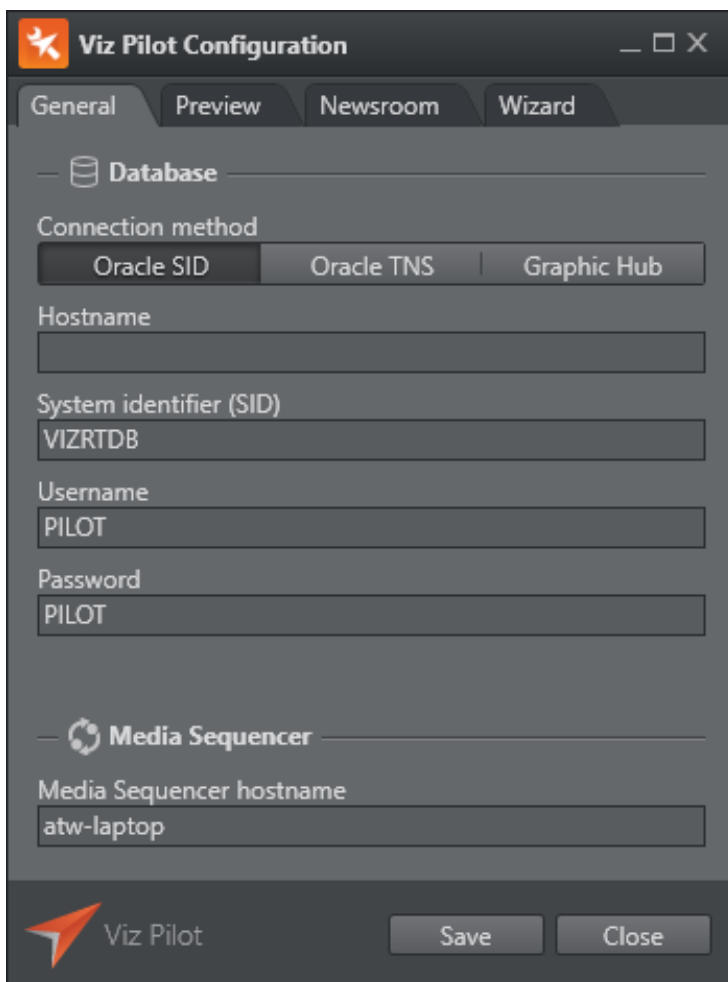 Viz Pilot Configuration
General Preview Newsroom Wizard
Database
Connection method
Oracle SID Oracle TNS Graphic Hub
Hostname
System identifier (SID)
VIZRTDB
Username
PILOT
Password
PILOT
Media Sequencer
Media Sequencer hostname
atw-laptop
Viz Pilot Save Close